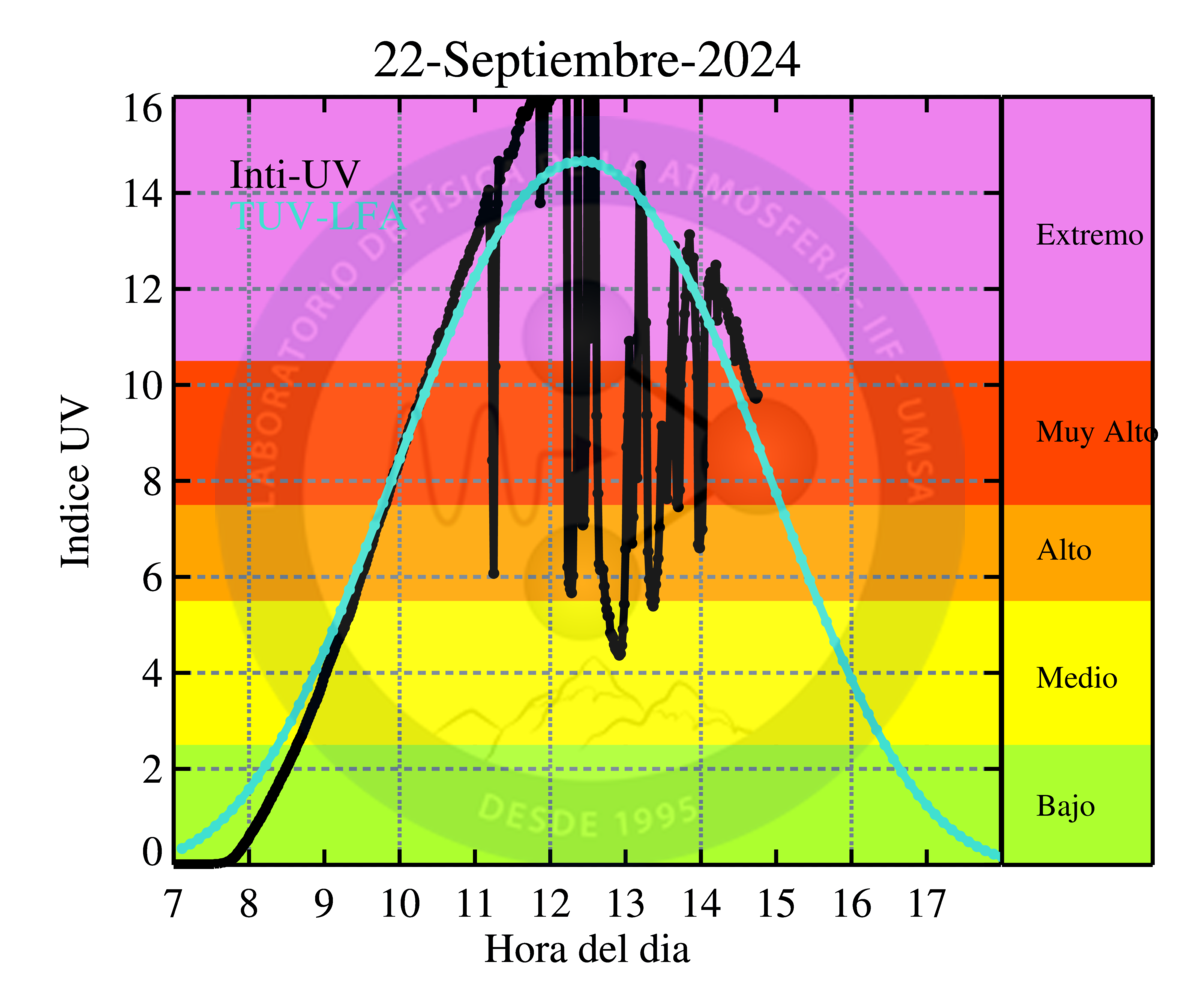 22-Septiembre-2024
Inti-UV
TUV-LFA
LABORATORIO DE FÍSICA DE LA ATMÓSFERA - IIF - UMSA
DESDE 1995
Indice UV
16
14
12
10
8
6
4
2
0
Extremo
Muy Alto
Alto
Medio
Bajo
7 8 9 10 11 12 13 14 15 16 17
Hora del dia